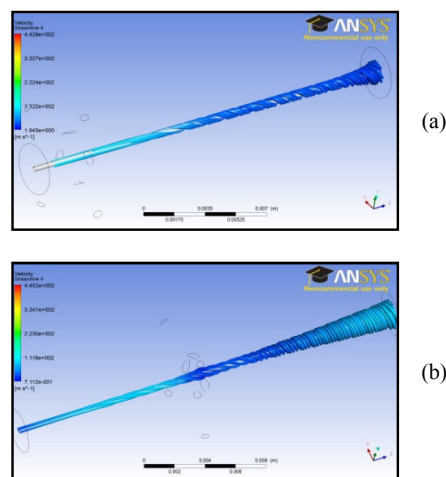 Velocity
Streamline 4
4.429e+002
3.327e+002
2.224e+002
1.122e+002
1.945e+000
[m s^-1]
ANSYS
Noncommercial use only
0 0.0035 0.007 (m)
0.00175 0.00525
(a)
Velocity
Streamline 4
4.452e+002
3.341e+002
2.230e+002
1.118e+002
7.112e-001
[m s^-1]
ANSYS
Noncommercial use only
0 0.004 0.008 (m)
0.002 0.006
(b)